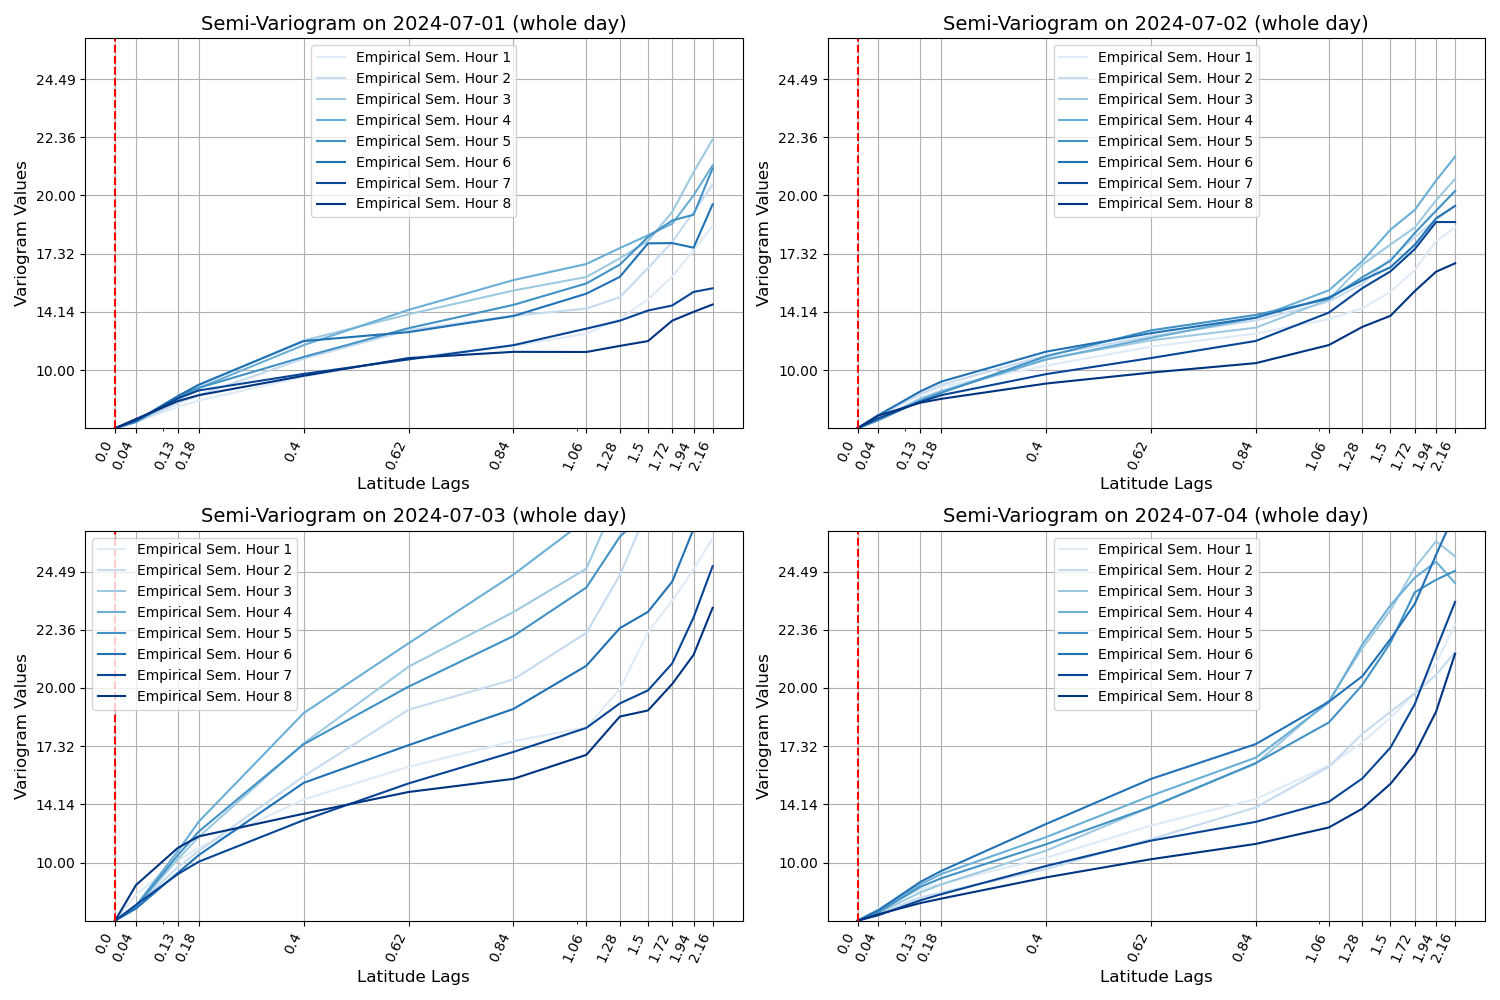 Semi-Variogram on 2024-07-01 (whole day)
Variogram Values
24.49
22.36
20.00
17.32
14.14
10.00
Empirical Sem. Hour 1
Empirical Sem. Hour 2
Empirical Sem. Hour 3
Empirical Sem. Hour 4
Empirical Sem. Hour 5
Empirical Sem. Hour 6
Empirical Sem. Hour 7
Empirical Sem. Hour 8
0.0 0.04 0.13 0.18 0.4 0.62 0.84 1.06 1.28 1.5 1.72 1.94 2.16
Latitude Lags
Semi-Variogram on 2024-07-02 (whole day)
Variogram Values
24.49
22.36
20.00
17.32
14.14
10.00
Empirical Sem. Hour 1
Empirical Sem. Hour 2
Empirical Sem. Hour 3
Empirical Sem. Hour 4
Empirical Sem. Hour 5
Empirical Sem. Hour 6
Empirical Sem. Hour 7
Empirical Sem. Hour 8
0.0 0.04 0.13 0.18 0.4 0.62 0.84 1.06 1.28 1.5 1.72 1.94 2.16
Latitude Lags
Semi-Variogram on 2024-07-03 (whole day)
Variogram Values
24.49
22.36
20.00
17.32
14.14
10.00
Empirical Sem. Hour 1
Empirical Sem. Hour 2
Empirical Sem. Hour 3
Empirical Sem. Hour 4
Empirical Sem. Hour 5
Empirical Sem. Hour 6
Empirical Sem. Hour 7
Empirical Sem. Hour 8
0.0 0.04 0.13 0.18 0.4 0.62 0.84 1.06 1.28 1.5 1.72 1.94 2.16
Latitude Lags
Semi-Variogram on 2024-07-04 (whole day)
Variogram Values
24.49
22.36
20.00
17.32
14.14
10.00
Empirical Sem. Hour 1
Empirical Sem. Hour 2
Empirical Sem. Hour 3
Empirical Sem. Hour 4
Empirical Sem. Hour 5
Empirical Sem. Hour 6
Empirical Sem. Hour 7
Empirical Sem. Hour 8
0.0 0.04 0.13 0.18 0.4 0.62 0.84 1.06 1.28 1.5 1.72 1.94 2.16
Latitude Lags